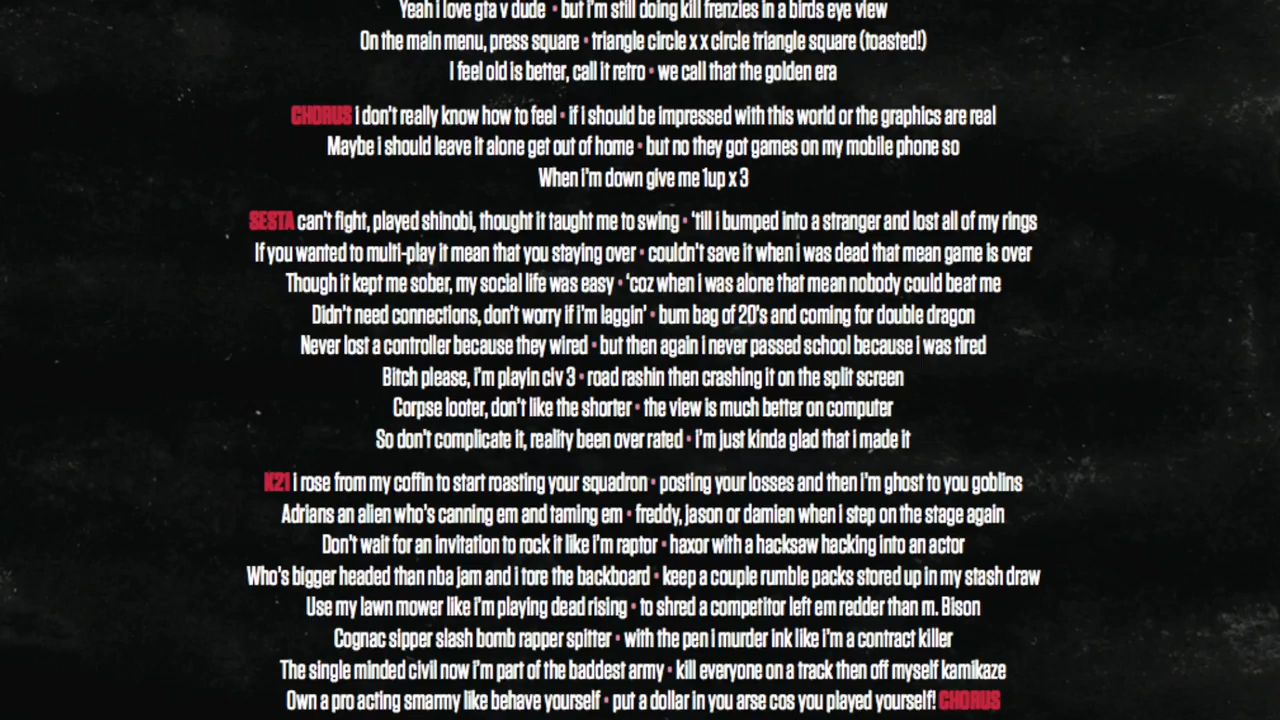 Yeah i love gta v dude • but i'm still doing kill frenzies in a birds eye view
On the main menu, press square • triangle circle x x circle triangle square (toasted!)
I feel old is better, call it retro • we call that the golden era
CHORUS i don't really know how to feel • if i should be impressed with this world or the graphics are real
Maybe i should leave it alone get out of home • but no they got games on my mobile phone so
When i'm down give me 1up x 3
SESTA can't fight, played shinobi, thought it taught me to swing • 'till i bumped into a stranger and lost all of my rings
If you wanted to multi-play it mean that you staying over • couldn't save it when i was dead that mean game is over
Though it kept me sober, my social life was easy • 'coz when i was alone that mean nobody could beat me
Didn't need connections, don't worry if i'm laggin' • bum bag of 20's and coming for double dragon
Never lost a controller because they wired • but then again i never passed school because i was tired
Bitch please, i'm playin civ 3 • road rashin then crashing it on the split screen
Corpse looter, don't like the shorter • the view is much better on computer
So don't complicate it, reality been over rated • i'm just kinda glad that i made it
K21 i rose from my coffin to start roasting your squadron • posting your losses and then i'm ghost to you goblins
Adrians an alien who's canning em and taming em • freddy, jason or damien when i step on the stage again
Don't wait for an invitation to rock it like i'm raptor • haxor with a hacksaw hacking into an actor
Who's bigger headed than nba jam and i tore the backboard • keep a couple rumble packs stored up in my stash draw
Use my lawn mower like i'm playing dead rising • to shred a competitor left em redder than m. Bison
Cognac sipper slash bomb rapper spitter • with the pen i murder ink like i'm a contract killer
The single minded civil now i'm part of the baddest army • kill everyone on a track then off myself kamikaze
Own a pro acting smarmy like behave yourself • put a dollar in you arse cos you played yourself! CHORUS